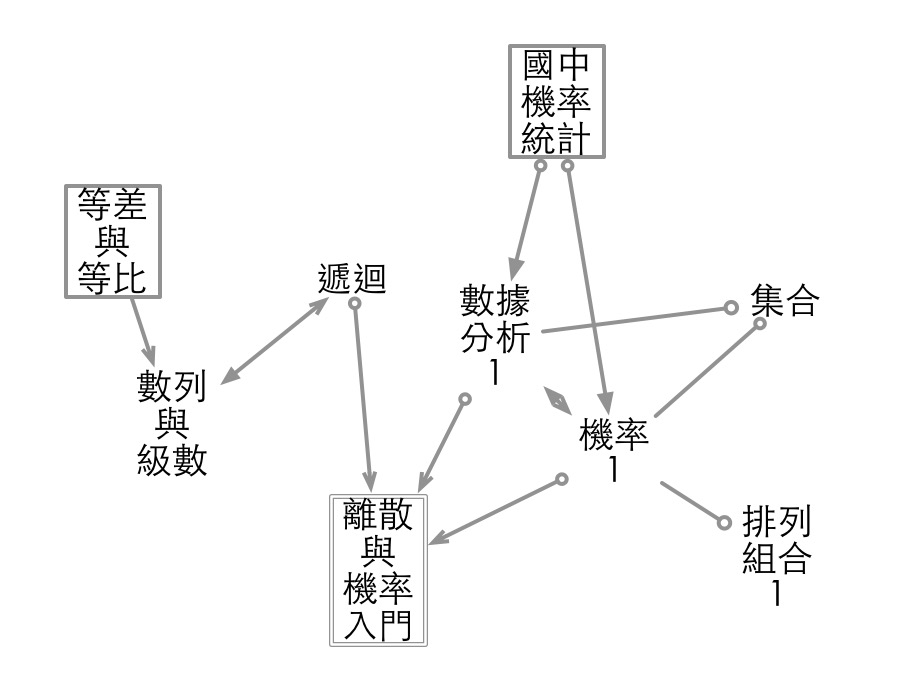 國中
機率
統計
等差
與
等比
遞迴
數據
分析
1
集合
數列
與
級數
機率
1
離散
與
機率
入門
排列
組合
1